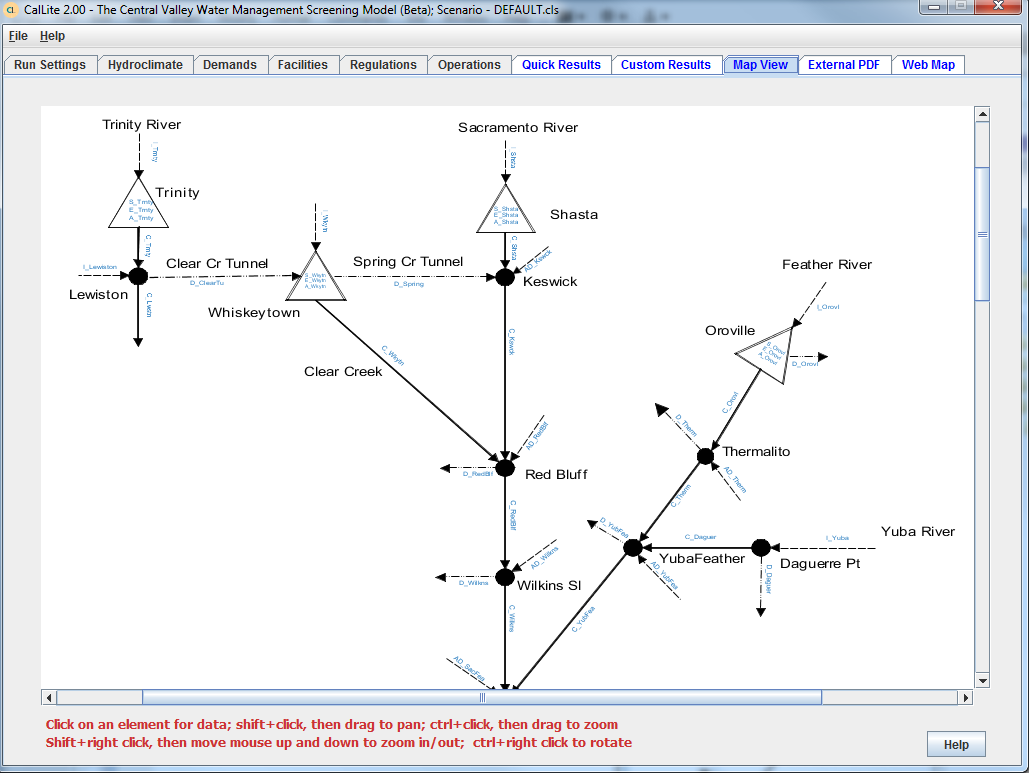 CL CalLite 2.00 - The Central Valley Water Management Screening Model (Beta); Scenario - DEFAULT.cls
File Help
Run Settings Hydroclimate Demands Facilities Regulations Operations Quick Results Custom Results Map View External PDF Web Map
Trinity River
Sacramento River
I_Trnty
I_Shsta
Trinity
S_Trnty
E_Trnty
A_Trnty
Shasta
S_Shsta
E_Shsta
A_Shsta
I_Wkytn
C_Trnty
C_Shsta
AD_Kswck
I_Lewiston
Clear Cr Tunnel
Spring Cr Tunnel
Feather River
D_ClearTu
S_Wkytn
E_Wkytn
A_Wkytn
D_Spring
Keswick
Lewiston
C_Lwstn
Whiskeytown
I_Orovl
Oroville
S_Orovl
E_Orovl
A_Orovl
D_Orovl
C_Kswck
C_Wkytn
Clear Creek
C_Orovl
D_Therm
AD_RedBlf
Thermalito
D_RedBlf
Red Bluff
AD_Therm
C_Therm
C_RedBlf
D_YubFea
Yuba River
C_Daguer
I_Yuba
AD_Wilkns
YubaFeather
Daguerre Pt
D_Wilkns
Wilkins Sl
AD_YubFea
D_Daguer
C_Wilkns
C_YubFea
AD_SacFea
Click on an element for data; shift+click, then drag to pan; ctrl+click, then drag to zoom
Shift+right click, then move mouse up and down to zoom in/out; ctrl+right click to rotate
Help